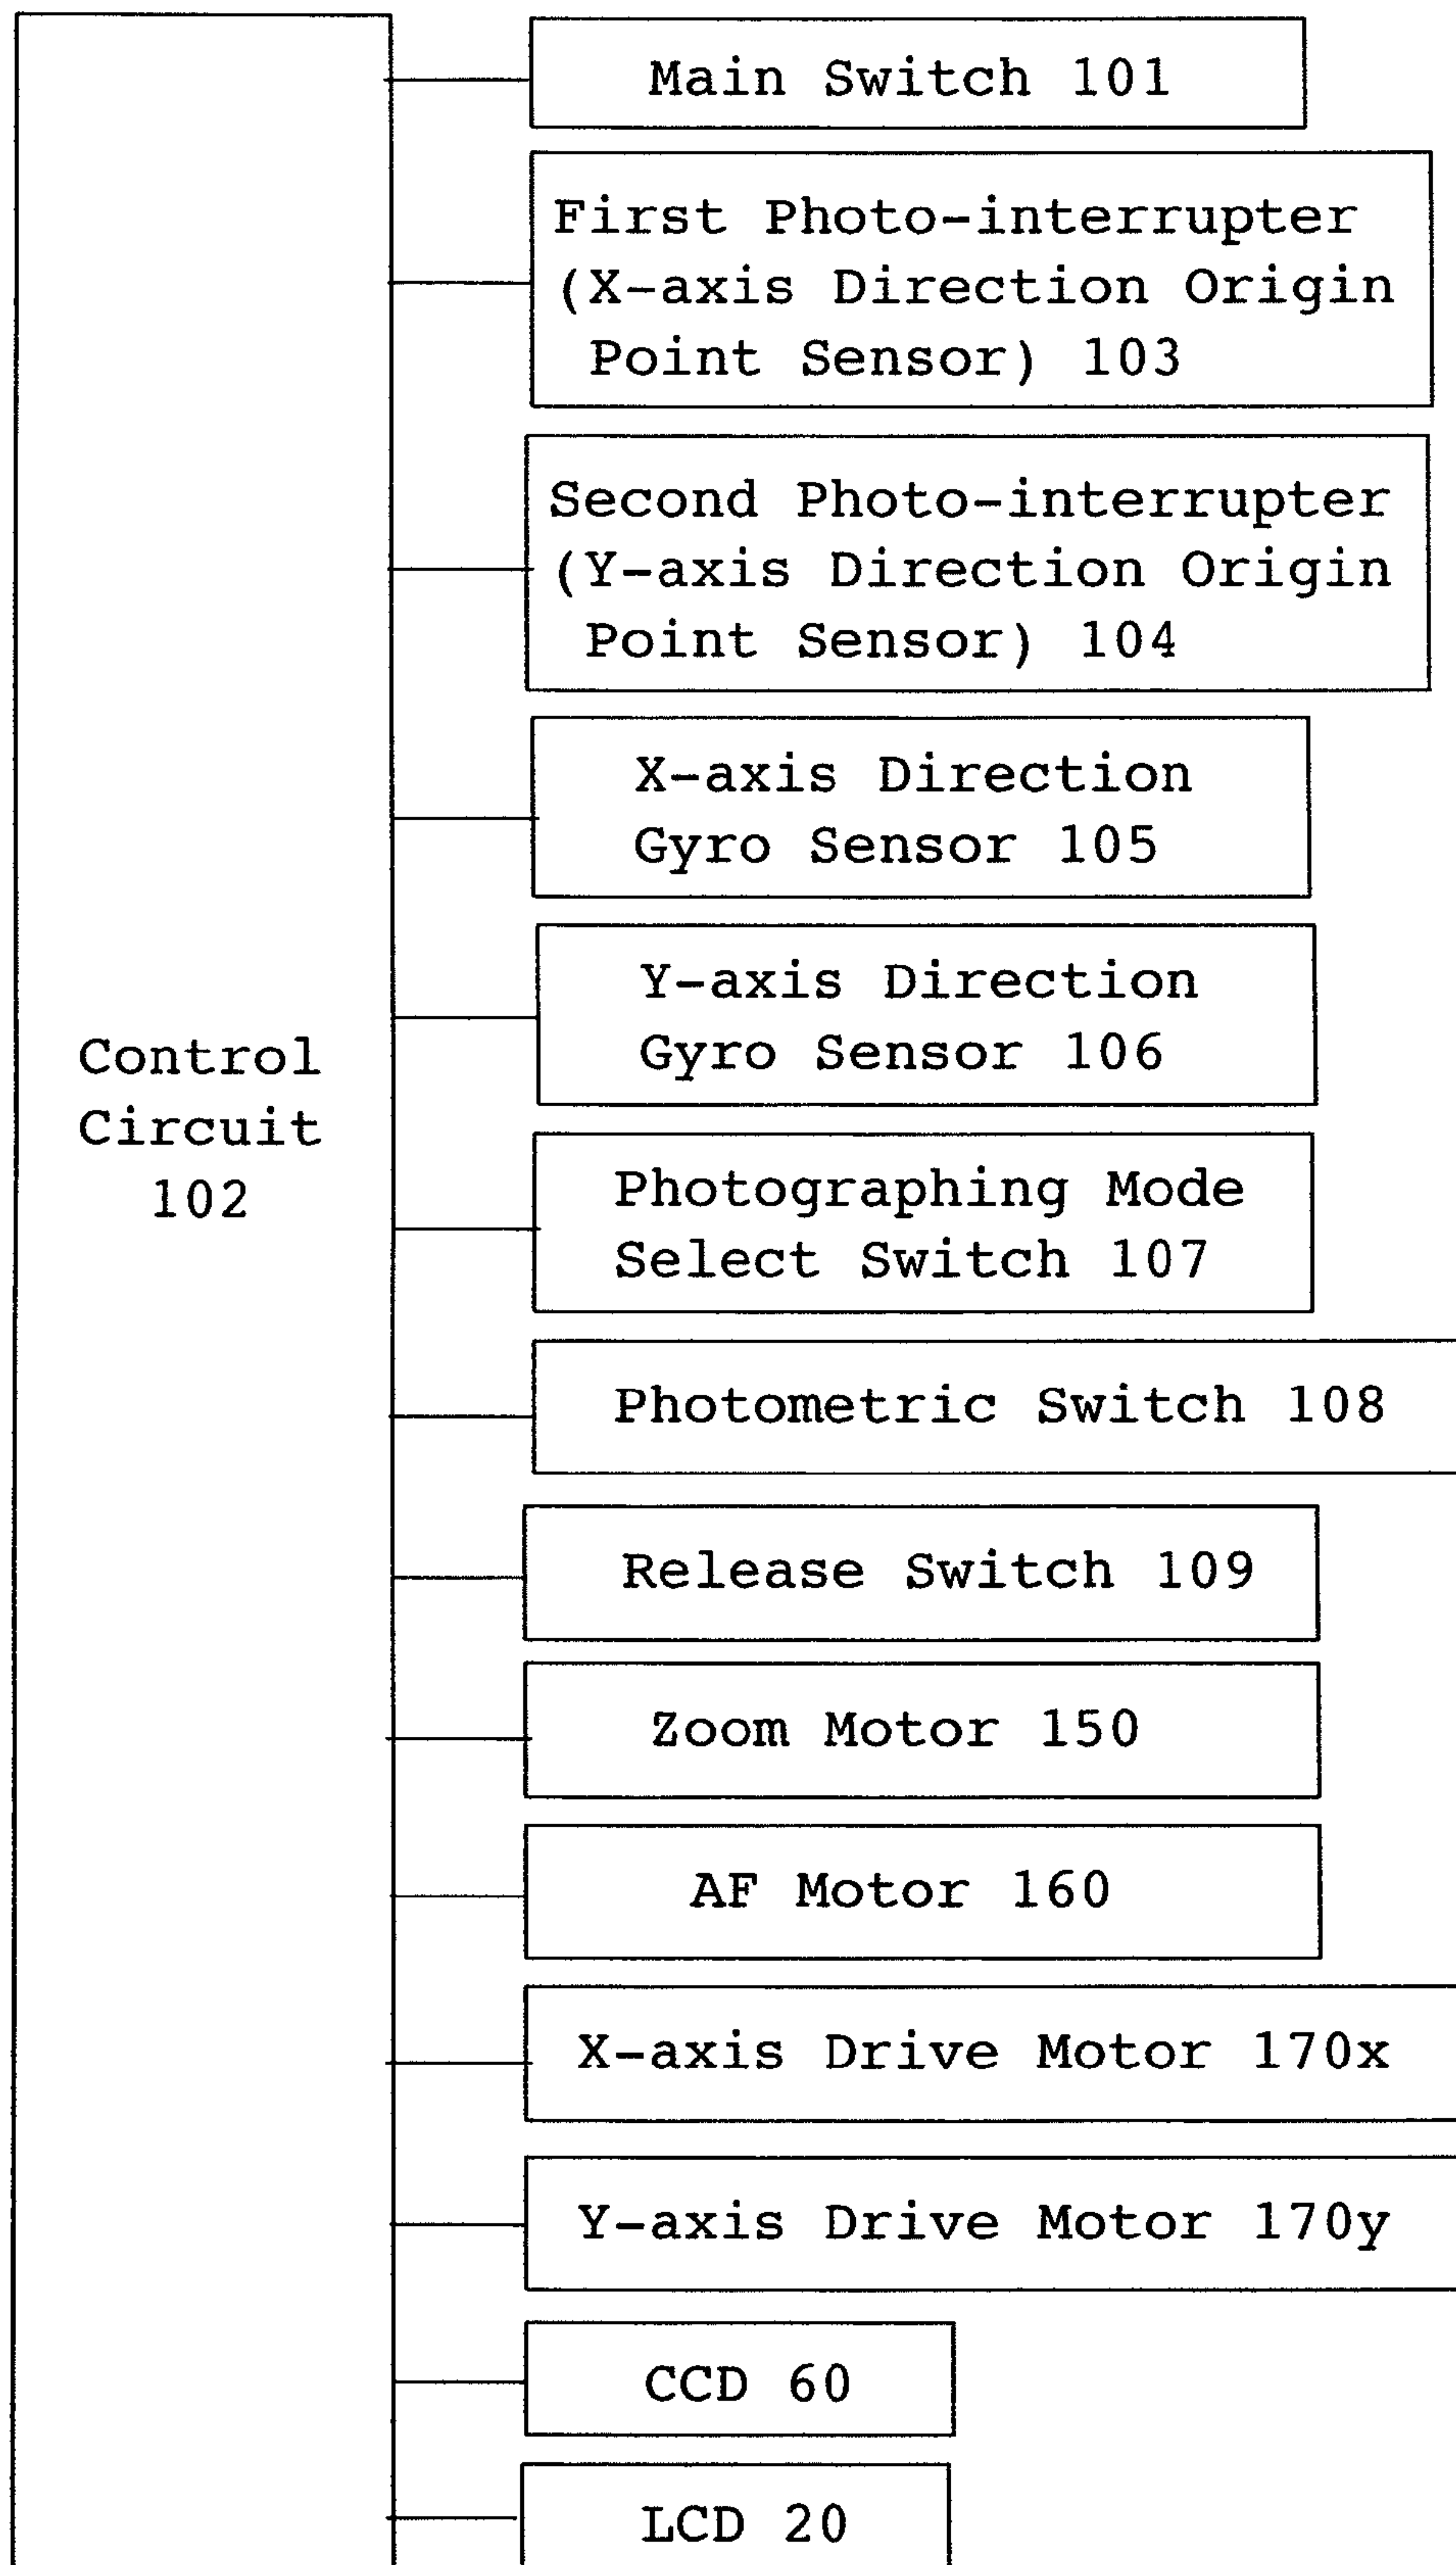 Main Switch 101
First Photo-interrupter
(X-axis Direction Origin
Point Sensor) 103
Second Photo-interrupter
(Y-axis Direction Origin
Point Sensor) 104
X-axis Direction
Gyro Sensor 105
Y-axis Direction
Gyro Sensor 106
Control
Circuit
102
Photographing Mode
Select Switch 107
Photometric Switch 108
Release Switch 109
Zoom Motor 150
AF Motor 160
X-axis Drive Motor 170x
Y-axis Drive Motor 170y
CCD 60
LCD 20